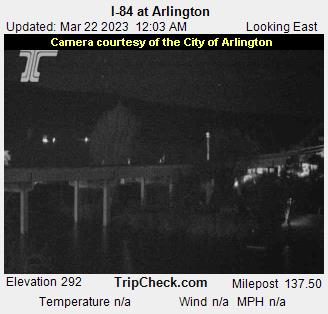 I-84 at Arlington
Updated: Mar 22 2023 12:03 AM Looking East
Camera courtesy of the City of Arlington
Elevation 292 TripCheck.com Milepost 137.50
Temperature n/a Wind n/a MPH n/a